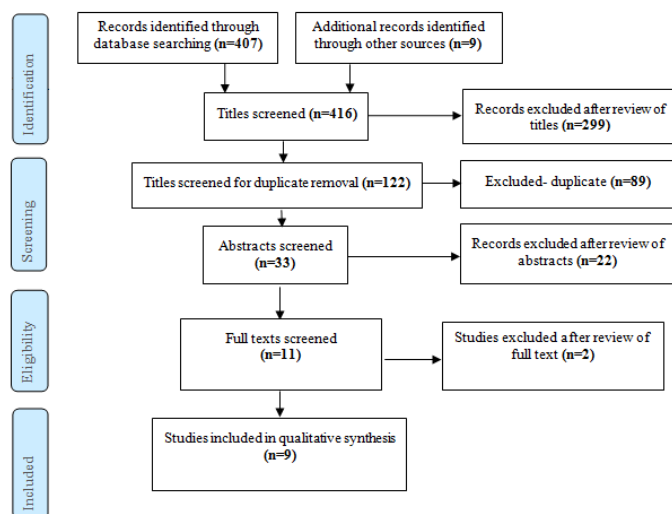 Records identified through
database searching (n=407)
Additional records identified
through other sources (n=9)
Identification
Titles screened (n=416)
Records excluded after review of
titles (n=299)
Screening
Titles screened for duplicate removal (n=122)
Excluded- duplicate (n=89)
Abstracts screened
(n=33)
Records excluded after review of
abstracts (n=22)
Eligibility
Full texts screened
(n=11)
Studies excluded after review of
full text (n=2)
Included
Studies included in qualitative synthesis
(n=9)